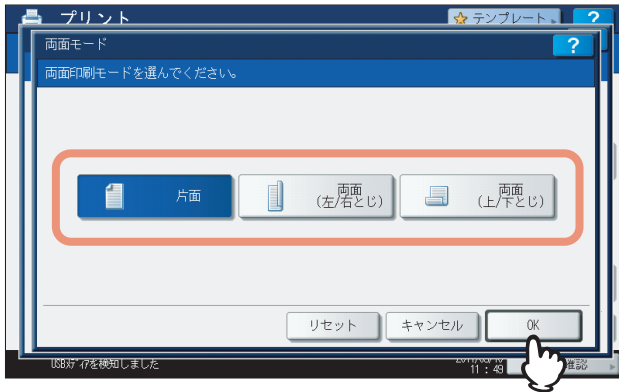 プリント
テンプレート
?
両面モード
?
両面印刷モードを選んでください。
片面
両面
(左/右とじ)
両面
(上/下とじ)
リセット
キャンセル
OK
USBﾒﾃﾞｨｱを検知しました
11 : 49
確認